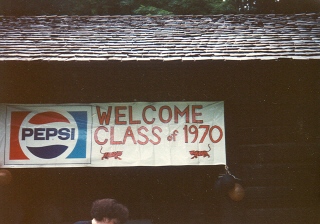 PEPSI
WELCOME
CLASS of 1970